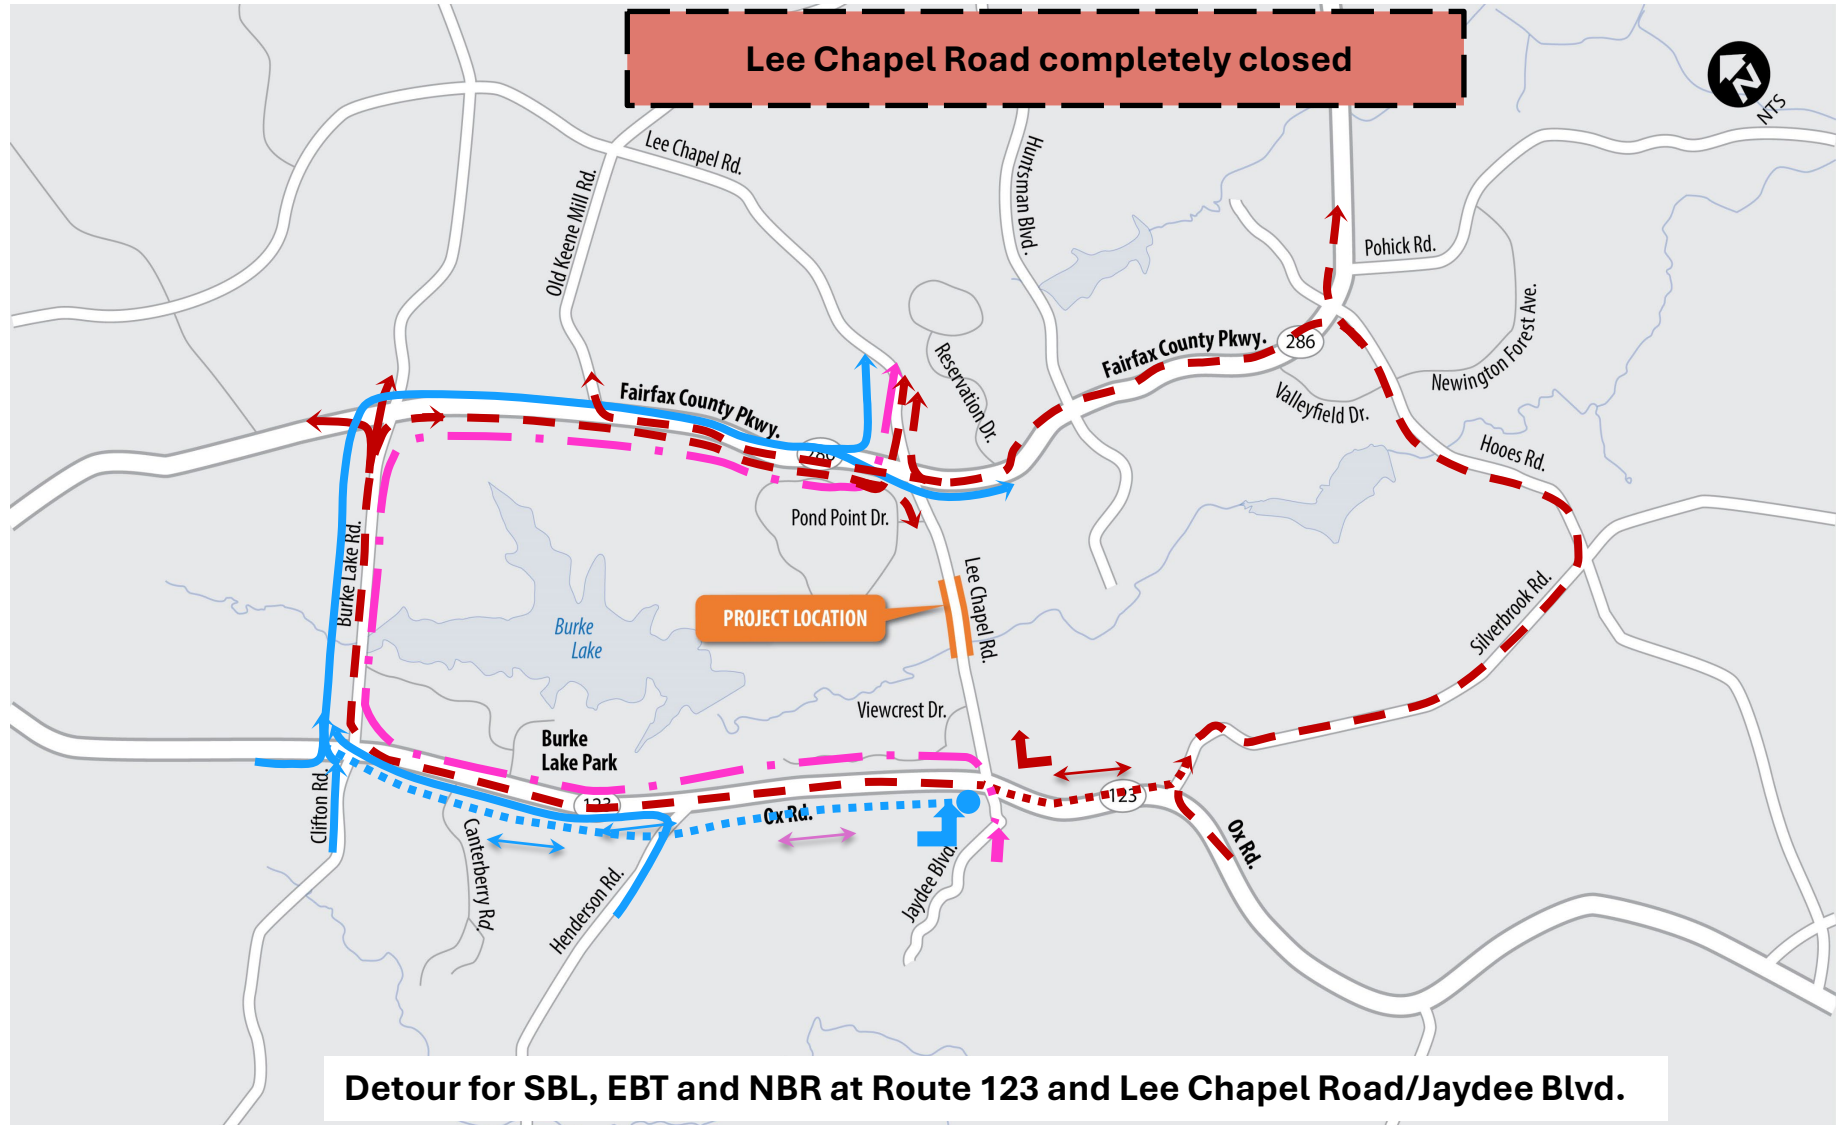 Lee Chapel Road completely closed
N
NTS
Lee Chapel Rd.
Huntsman Blvd.
Old Keene Mill Rd.
Pohick Rd.
Reservation Dr.
Fairfax County Pkwy.
286
Newington Forest Ave.
Valleyfield Dr.
Fairfax County Pkwy.
286
Hooes Rd.
Pond Point Dr.
Burke Lake Rd.
Lee Chapel Rd.
PROJECT LOCATION
Burke
Lake
Silverbrook Rd.
Viewcrest Dr.
Burke
Lake Park
Clifton Rd.
123
Ox Rd.
123
Canterberry Rd.
Henderson Rd.
Jaydee Blvd.
Ox Rd.
Detour for SBL, EBT and NBR at Route 123 and Lee Chapel Road/Jaydee Blvd.